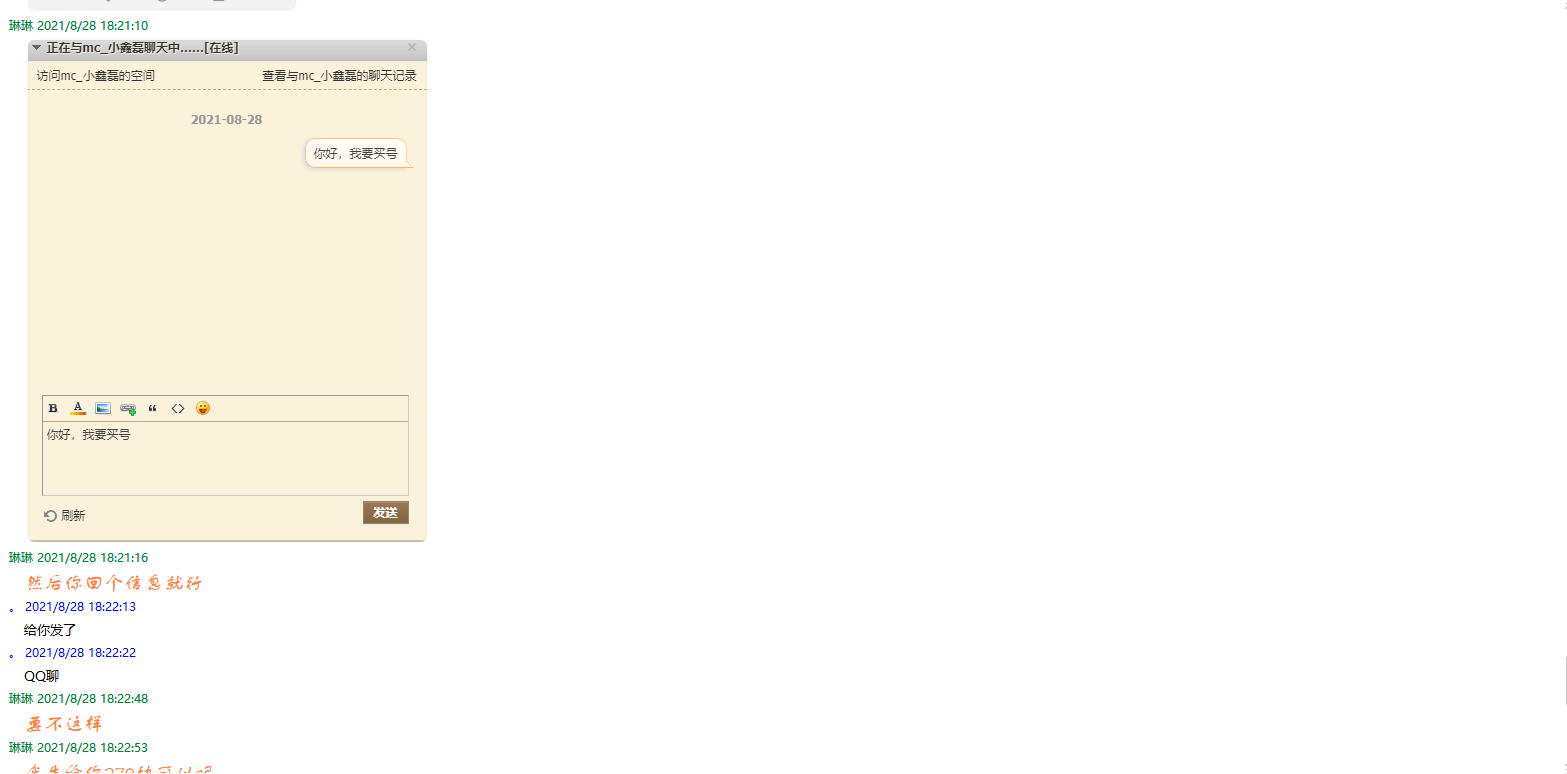 琳琳 2021/8/28 18:21:10
正在与mc_小鑫磊聊天中......[在线]
访问mc_小鑫磊的空间 查看与mc_小鑫磊的聊天记录
2021-08-28
你好，我要买号
B A “ <>
你好，我要买号
刷新 发送
琳琳 2021/8/28 18:21:16
然后你回个信息就行
。 2021/8/28 18:22:13
给你发了
。 2021/8/28 18:22:22
QQ聊
琳琳 2021/8/28 18:22:48
要不这样
琳琳 2021/8/28 18:22:53